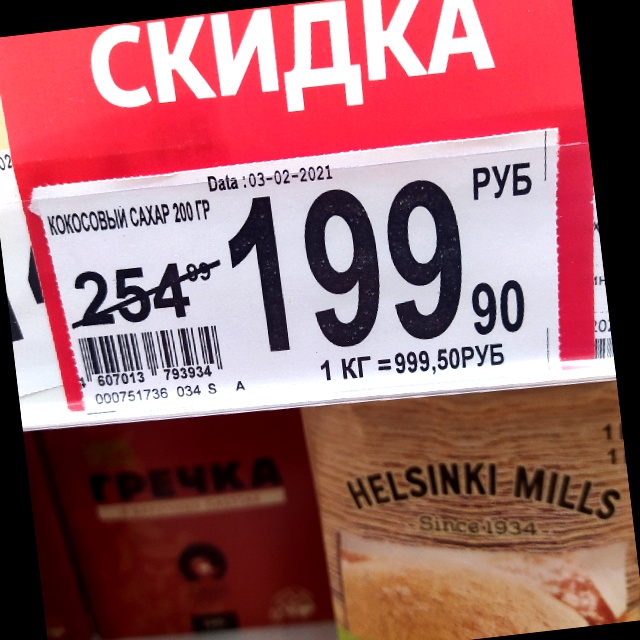 СКИДКА
Data :03-02-2021
КОКОСОВЫЙ САХАР 200 ГР
254 89
199 90
РУБ
1 КГ =999,50РУБ
4 607013 793934
000751736 034 S A
ГРЕЧКА
HELSINKI MILLS
Since 1934